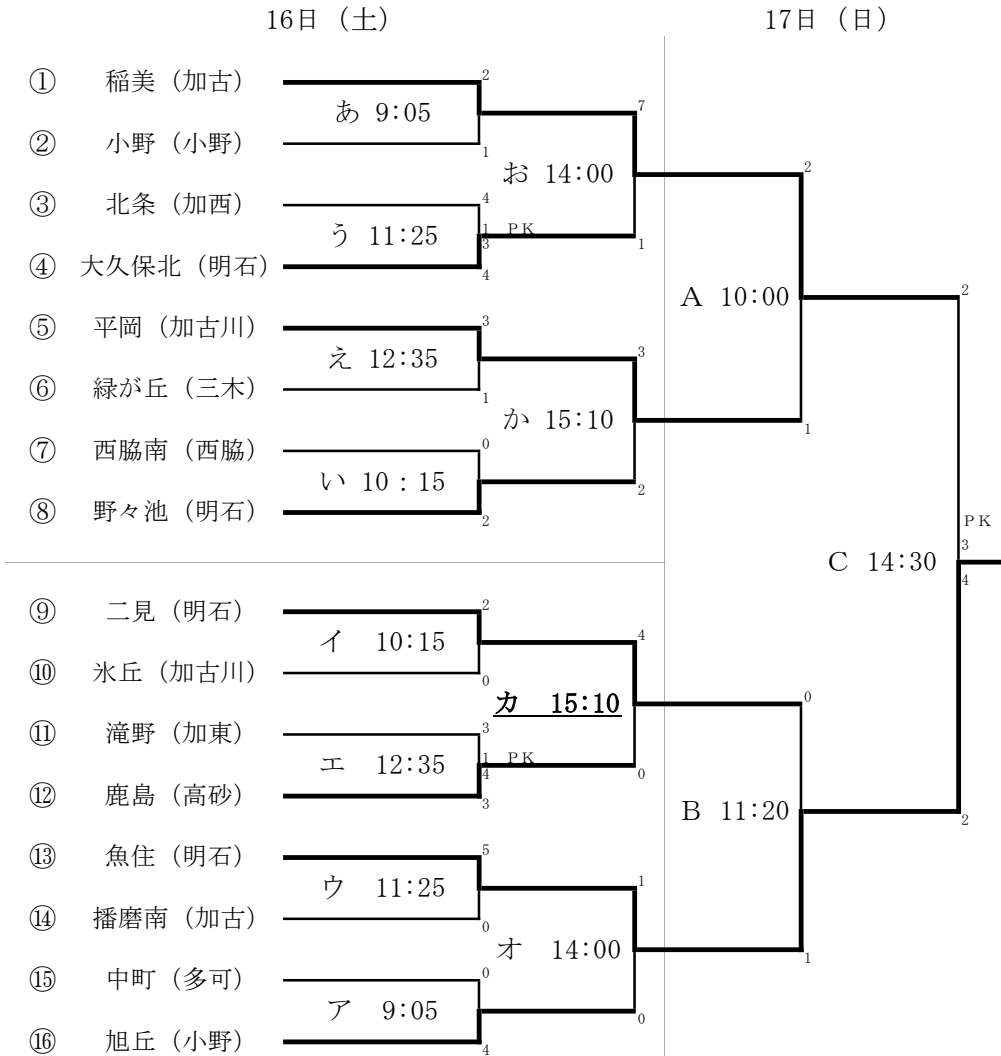 16日（土） 17日（日）
① 稲美（加古） 2
あ 9:05 7
② 小野（小野） 1
お 14:00 2
③ 北条（加西） 4
う 11:25 1 PK
3 1
④ 大久保北（明石） 4
A 10:00 2
⑤ 平岡（加古川） 3
え 12:35 3
⑥ 緑が丘（三木） 1
か 15:10 1
⑦ 西脇南（西脇） 0
い 10：15 2
⑧ 野々池（明石） 2
PK
3
C 14:30
4
⑨ 二見（明石） 2
イ 10:15 4
⑩ 氷丘（加古川） 0
カ 15:10 0
⑪ 滝野（加東） 3
エ 12:35 1 PK
4 0
⑫ 鹿島（高砂） 3
B 11:20 2
⑬ 魚住（明石） 5
ウ 11:25 1
⑭ 播磨南（加古） 0
オ 14:00 1
⑮ 中町（多可） 0
ア 9:05 0
⑯ 旭丘（小野） 4